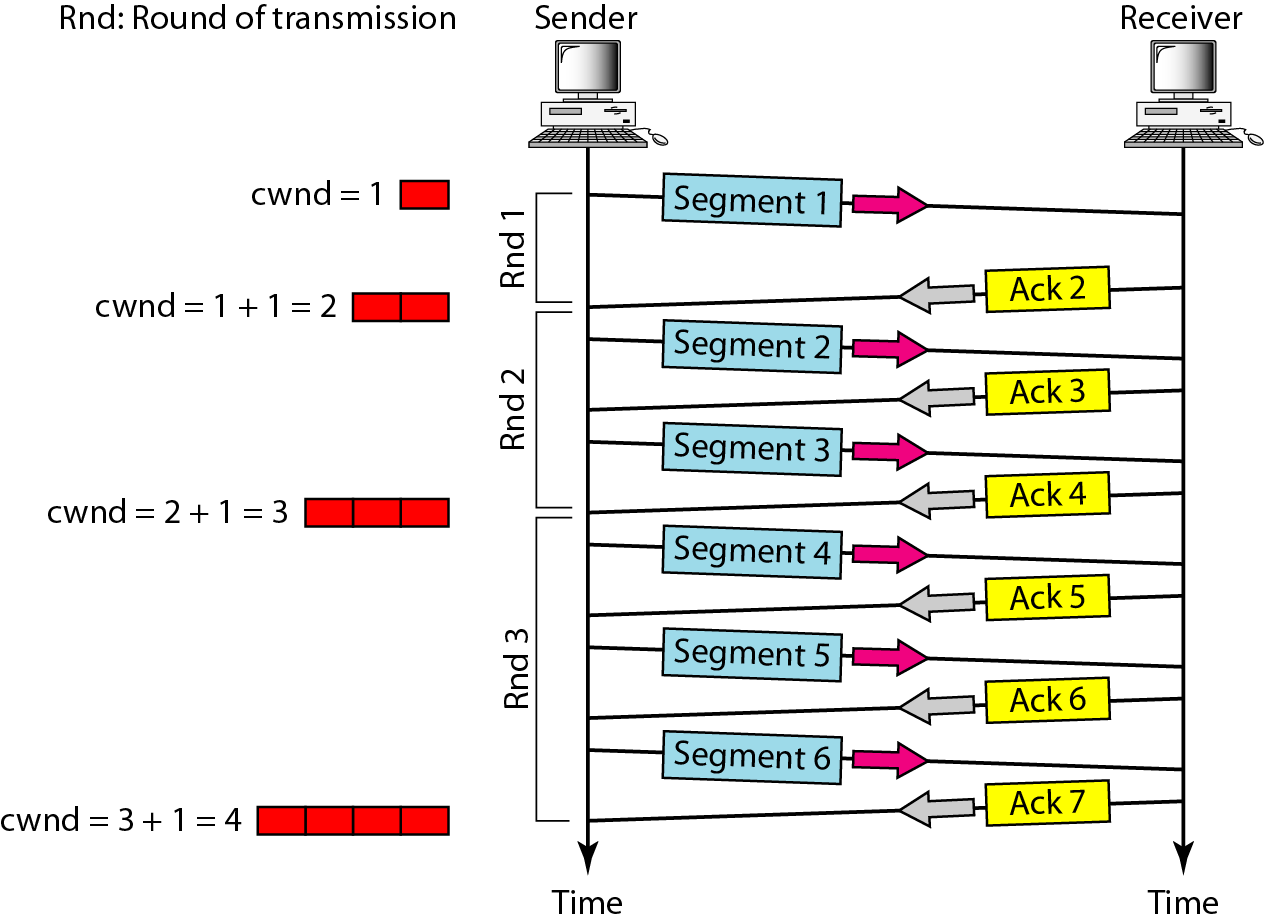 Rnd: Round of transmission
Sender
Receiver
cwnd = 1
Rnd 1
Segment 1
Ack 2
cwnd = 1 + 1 = 2
Rnd 2
Segment 2
Ack 3
Segment 3
Ack 4
cwnd = 2 + 1 = 3
Rnd 3
Segment 4
Ack 5
Segment 5
Ack 6
Segment 6
Ack 7
cwnd = 3 + 1 = 4
Time
Time